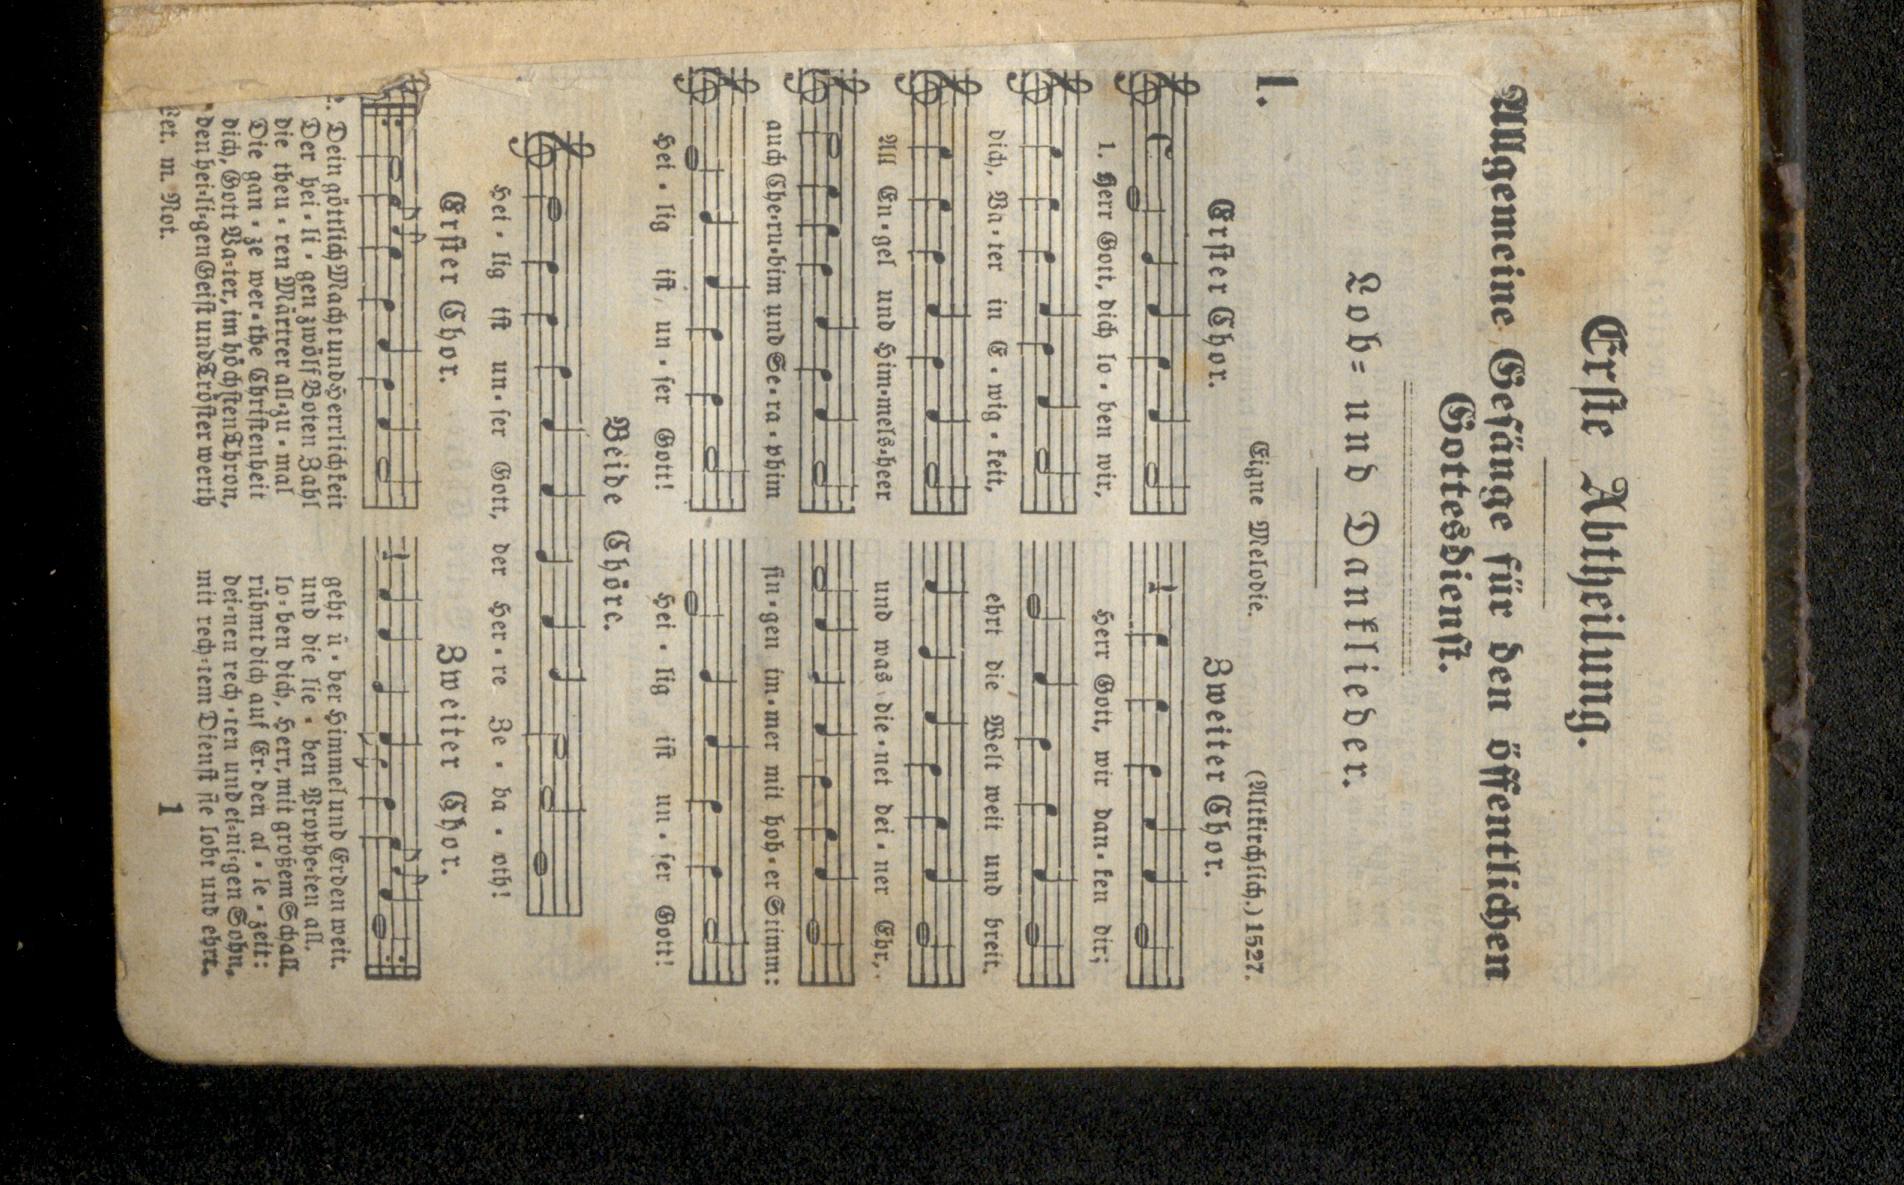 Erste Abtheilung.
Allgemeine Gesänge für den öffentlichen
Gottesdienst.
Lob- und Danklieder.
1.
Eigne Melodie. (Altkirchlich.) 1527.
Erster Chor. Zweiter Chor.
1. Herr Gott, dich lo-ben wir, Herr Gott, wir dan-ken dir;
dich, Va-ter in E-wig-keit, ehrt die Welt weit und breit.
All En-gel und Him-mels-heer und was die-net dei-ner Ehr,
auch Che-ru-bim und Se-ra-phim sin-gen im-mer mit hoh-er Stimm:
Hei-lig ist un-ser Gott! Hei-lig ist un-ser Gott!
Beide Chöre.
Hei-lig ist un-ser Gott, der Her-re Ze-ba-oth!
Erster Chor. Zweiter Chor.
2. Dein göttlich Macht und Herrlichkeit geht ü-ber Himmel und Erden weit.
Der hei-li-gen zwölf Boten Zahl und die lie-ben Prophe-ten all.
die theu-ren Märtrer all-zu-mal lo-ben dich, Herr, mit großem Schall.
Die gan-ze wer-the Christenheit rühmt dich auf Er-den al-le-zeit:
dich, Gott Va-ter, im höchsten Thron, dei-nen rech-ten und ei-ni-gen Sohn.
den hei-li-gen Geist und Tröster werth mit rech-tem Dienst sie lobt und ehrt.
Ket. m. Not. 1